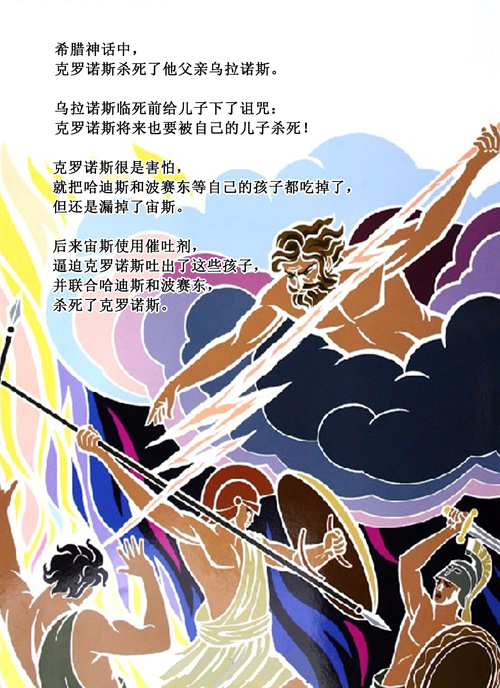 希腊神话中，
克罗诺斯杀死了他父亲乌拉诺斯。
乌拉诺斯临死前给儿子下了诅咒：
克罗诺斯将来也要被自己的儿子杀死！
克罗诺斯很是害怕，
就把哈迪斯和波赛东等自己的孩子都吃掉了，
但还是漏掉了宙斯。
后来宙斯使用催吐剂，
逼迫克罗诺斯吐出了这些孩子，
并联合哈迪斯和波赛东，
杀死了克罗诺斯。